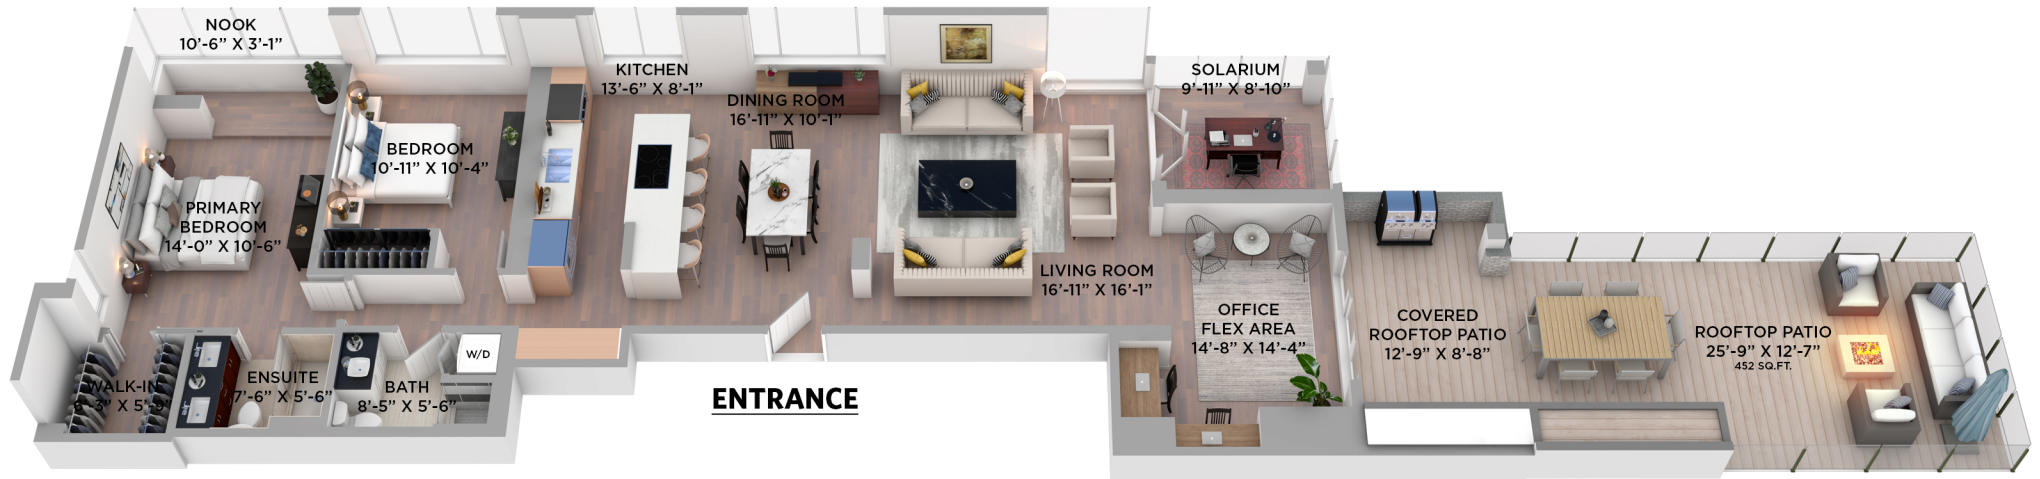 NOOK
10'-6" X 3'-1"
KITCHEN
13'-6" X 8'-1"
SOLARIUM
9'-11" X 8'-10"
DINING ROOM
16'-11" X 10'-1"
BEDROOM
10'-11" X 10'-4"
PRIMARY
BEDROOM
14'-0" X 10'-6"
LIVING ROOM
16'-11" X 16'-1"
OFFICE
FLEX AREA
14'-8" X 14'-4"
COVERED
ROOFTOP PATIO
12'-9" X 8'-8"
ROOFTOP PATIO
25'-9" X 12'-7"
452 SQ.FT.
W/D
WALK-IN
X 5'-9"
ENSUITE
7'-6" X 5'-6"
BATH
8'-5" X 5'-6"
ENTRANCE